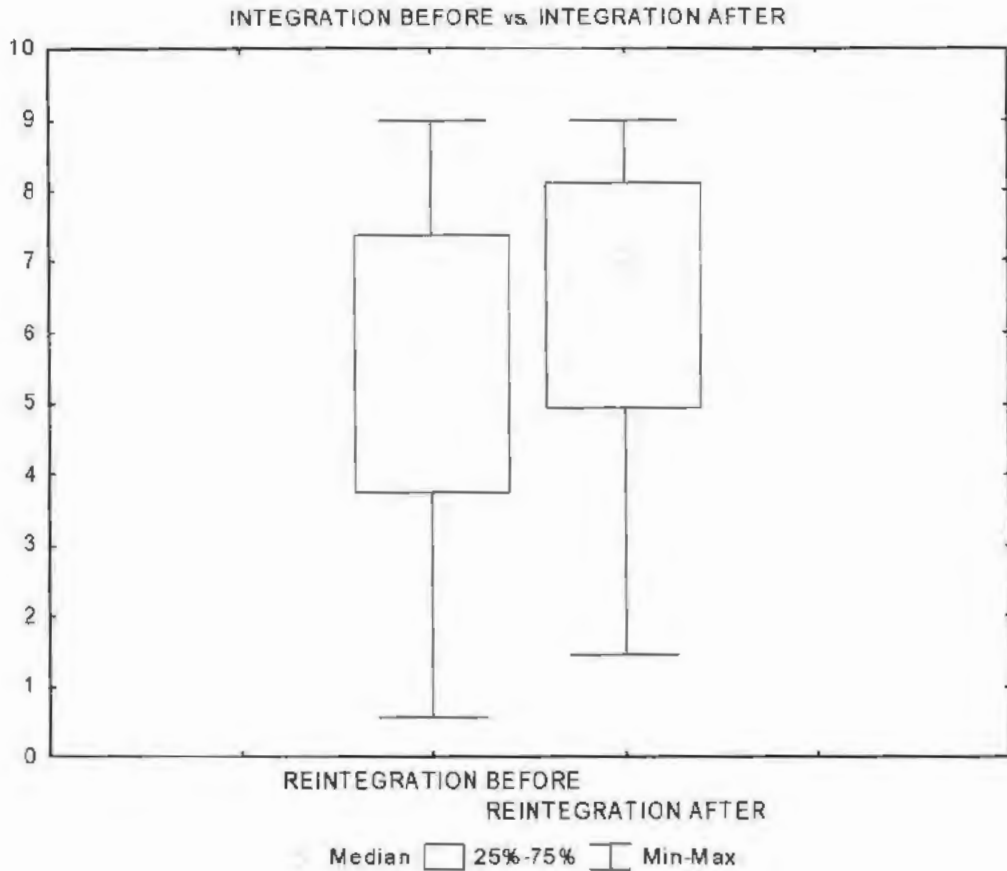 INTEGRATION BEFORE vs. INTEGRATION AFTER
10
9
8
7
6
5
4
3
2
1
0
REINTEGRATION BEFORE
REINTEGRATION AFTER
Median 25%-75% Min-Max